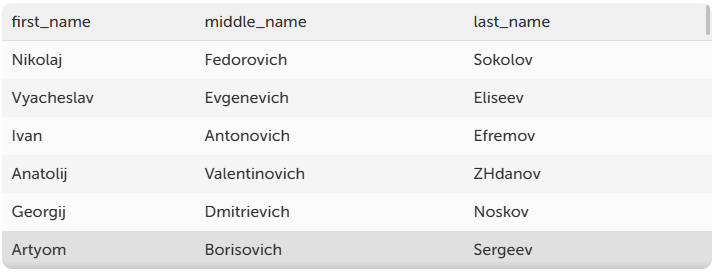 first_name middle_name last_name
Nikolaj Fedorovich Sokolov
Vyacheslav Evgenevich Eliseev
Ivan Antonovich Efremov
Anatolij Valentinovich ZHdanov
Georgij Dmitrievich Noskov
Artyom Borisovich Sergeev